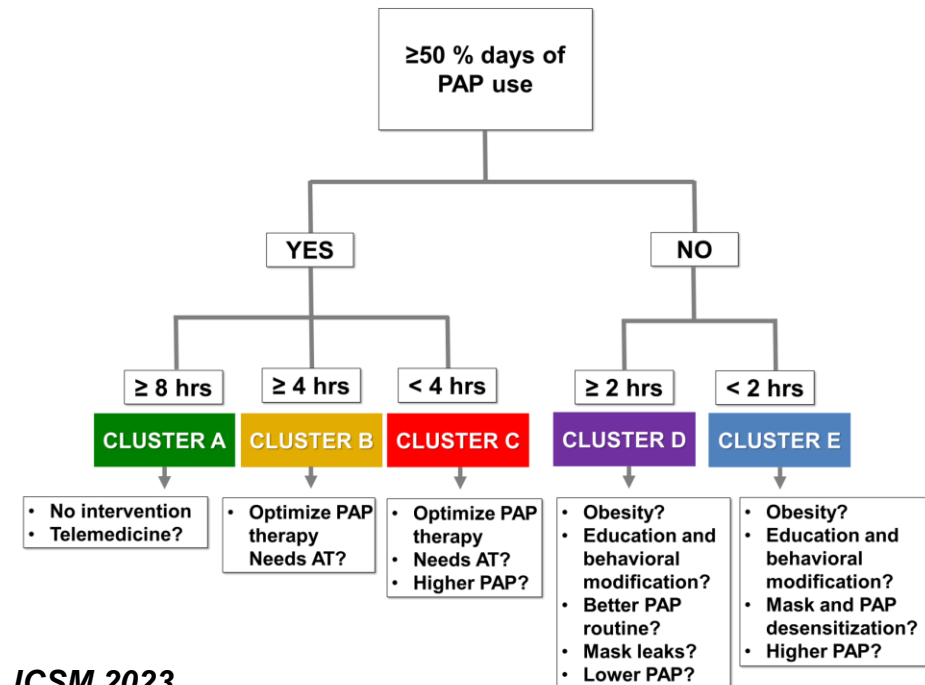 ≥50 % days of
PAP use
YES
NO
≥ 8 hrs
≥ 4 hrs
< 4 hrs
≥ 2 hrs
< 2 hrs
CLUSTER A
CLUSTER B
CLUSTER C
CLUSTER D
CLUSTER E
• No intervention
• Telemedicine?
• Optimize PAP
therapy
Needs AT?
• Optimize PAP
therapy
• Needs AT?
• Higher PAP?
• Obesity?
• Education and
behavioral
modification?
• Better PAP
routine?
• Mask leaks?
• Lower PAP?
• Obesity?
• Education and
behavioral
modification?
• Mask and PAP
desensitization?
• Higher PAP?